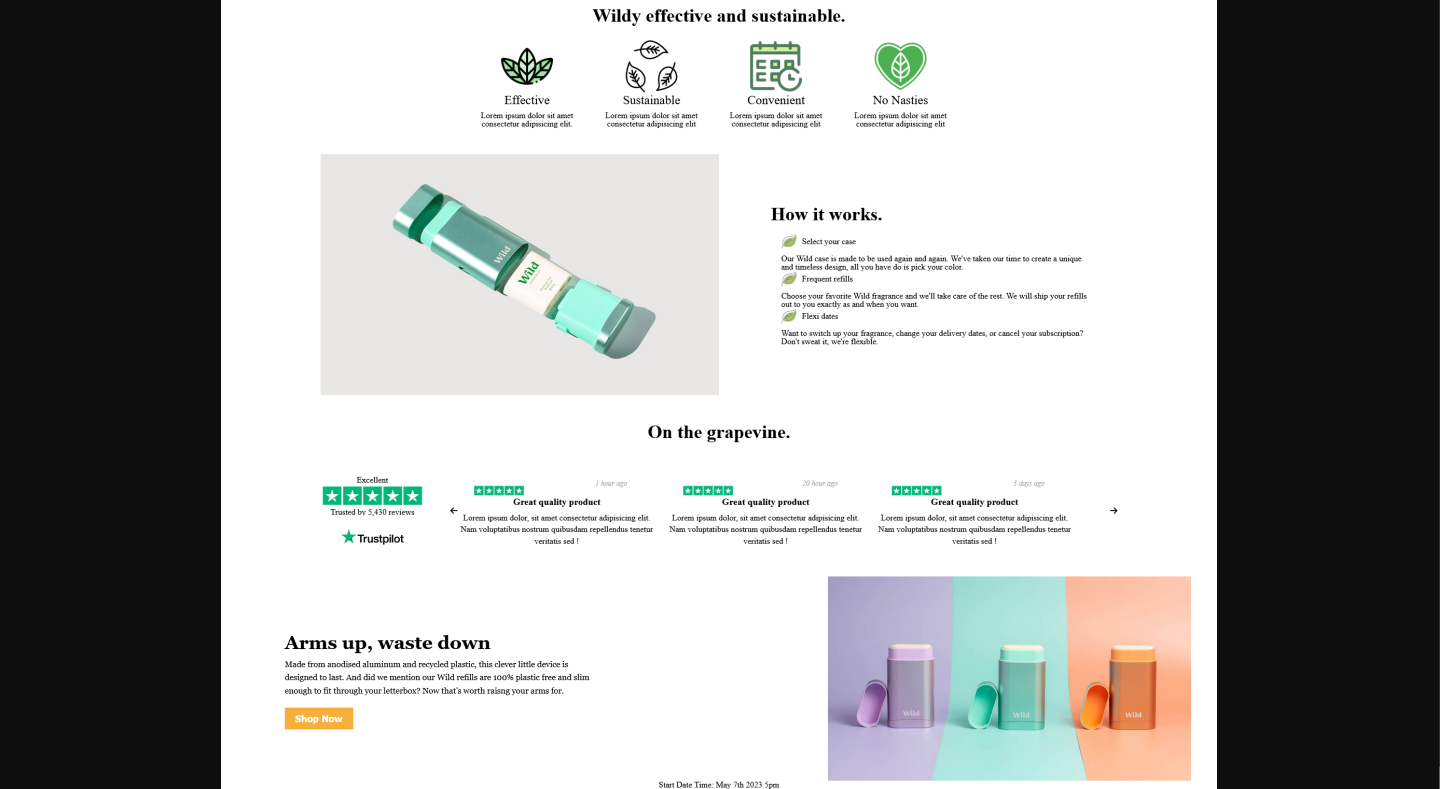 Wildy effective and sustainable.
Effective
Lorem ipsum dolor sit amet
consectetur adipisicing elit.
Sustainable
Lorem ipsum dolor sit amet
consectetur adipisicing elit
Convenient
Lorem ipsum dolor sit amet
consectetur adipisicing elit
No Nasties
Lorem ipsum dolor sit amet
consectetur adipisicing elit
Wild
Wild
How it works.
Select your case
Our Wild case is made to be used again and again. We've taken our time to create a unique
and timeless design, all you have do is pick your color.
Frequent refills
Choose your favorite Wild fragrance and we'll take care of the rest. We will ship your refills
out to you exactly as and when you want.
Flexi dates
Want to switch up your fragrance, change your delivery dates, or cancel your subscription?
Don't sweat it, we're flexible.
On the grapevine.
Excellent
Trusted by 5,430 reviews
Trustpilot
1 hour ago
Great quality product
Lorem ipsum dolor, sit amet consectetur adipisicing elit.
Nam voluptatibus nostrum quibusdam repellendus tenetur
veritatis sed !
20 hour ago
Great quality product
Lorem ipsum dolor, sit amet consectetur adipisicing elit.
Nam voluptatibus nostrum quibusdam repellendus tenetur
veritatis sed !
3 days ago
Great quality product
Lorem ipsum dolor, sit amet consectetur adipisicing elit.
Nam voluptatibus nostrum quibusdam repellendus tenetur
veritatis sed !
Arms up, waste down
Made from anodised aluminum and recycled plastic, this clever little device is
designed to last. And did we mention our Wild refills are 100% plastic free and slim
enough to fit through your letterbox? Now that's worth raisng your arms for.
Shop Now
Wild
Wild
Wild
Start Date Time: May 7th 2023 5pm